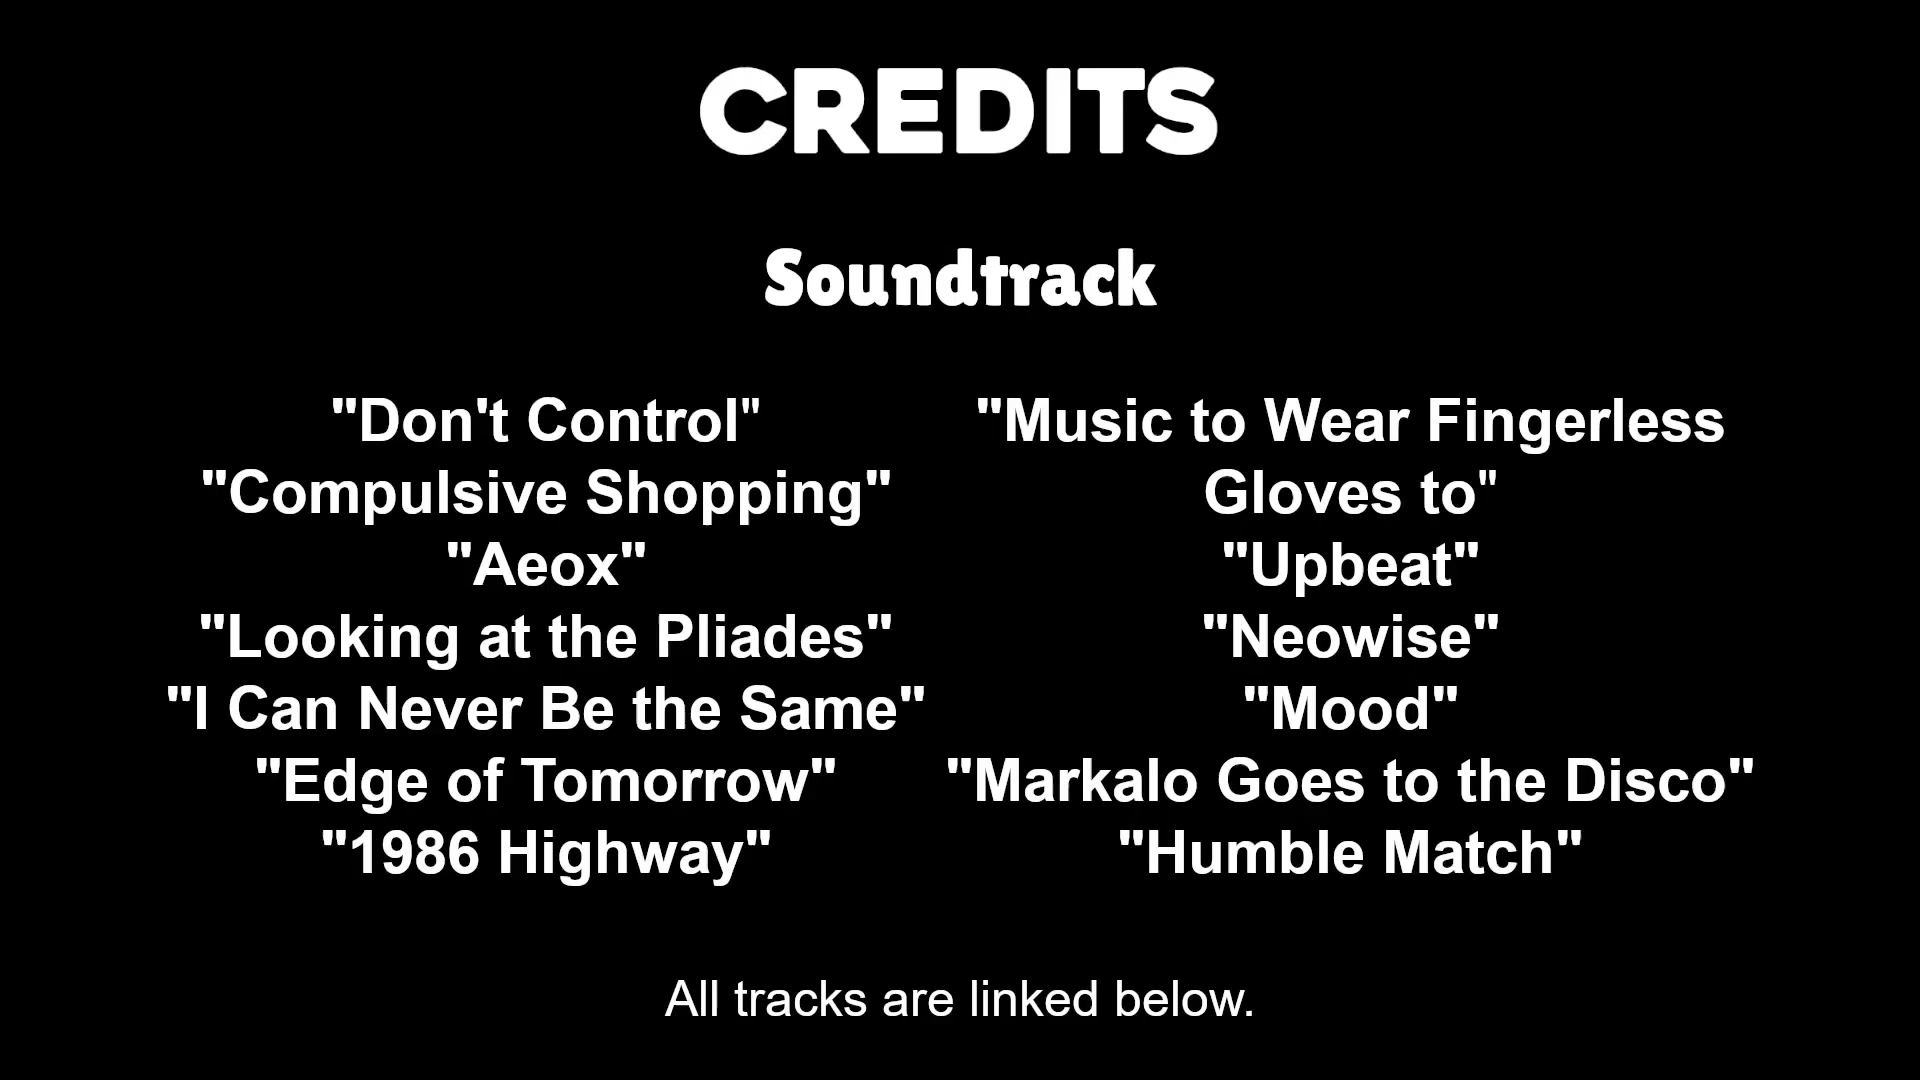 CREDITS
Soundtrack
"Don't Control"
"Compulsive Shopping"
"Aeox"
"Looking at the Pliades"
"I Can Never Be the Same"
"Edge of Tomorrow"
"1986 Highway"
"Music to Wear Fingerless
Gloves to"
"Upbeat"
"Neowise"
"Mood"
"Markalo Goes to the Disco"
"Humble Match"
All tracks are linked below.